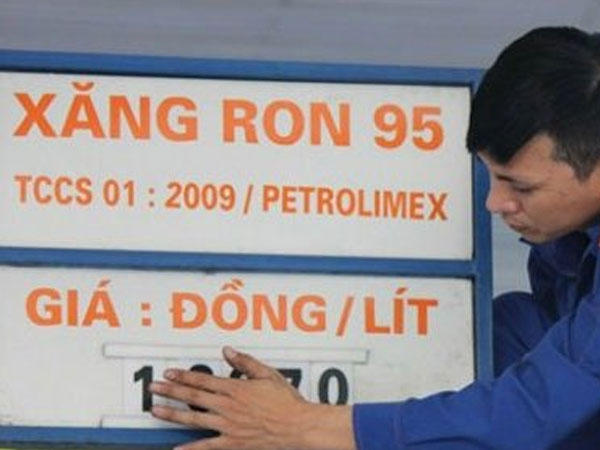 XĂNG RON 95
TCCS 01 : 2009 / PETROLIMEX
GIÁ : ĐỒNG / LÍT